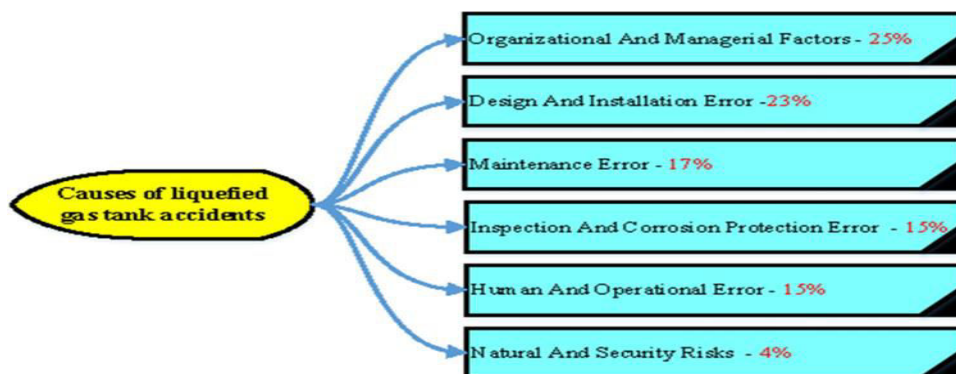 Causes of liquefied
gas tank accidents
Organizational And Managerial Factors - 25%
Design And Installation Error -23%
Maintenance Error - 17%
Inspection And Corrosion Protection Error - 15%
Human And Operational Error - 15%
Natural And Security Risks - 4%